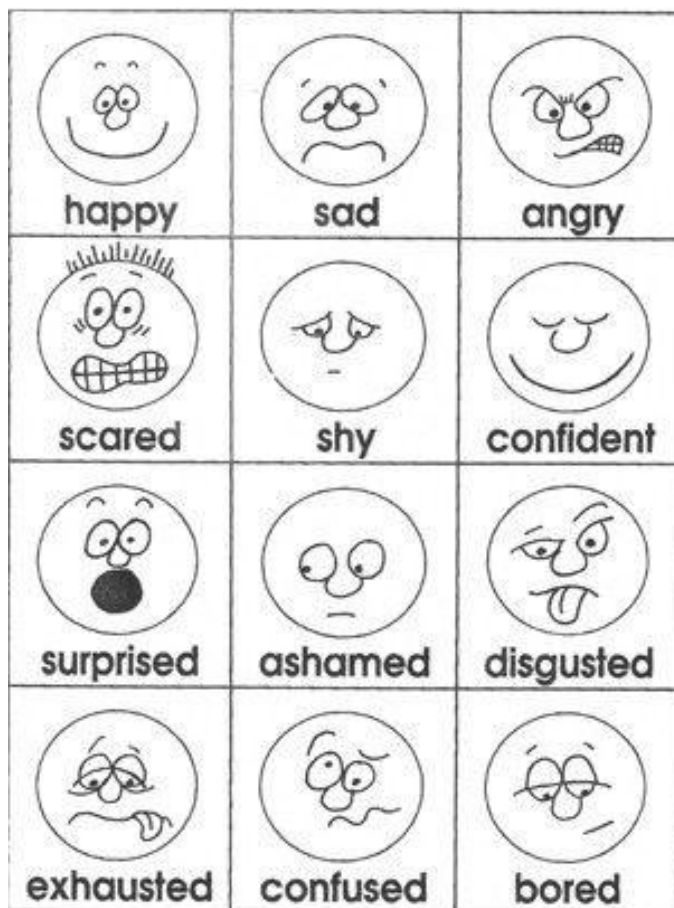 happy sad angry
scared shy confident
surprised ashamed disgusted
exhausted confused bored